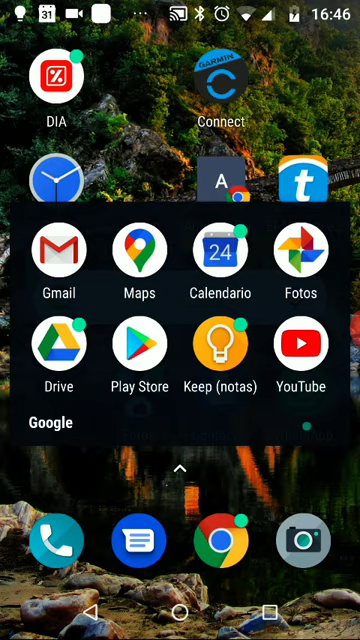 31 ... 16:46
DIA
GARMIN
Connect
A
t
Gmail
Maps
24
Calendario
Fotos
Drive
Play Store
Keep (notas)
YouTube
Google